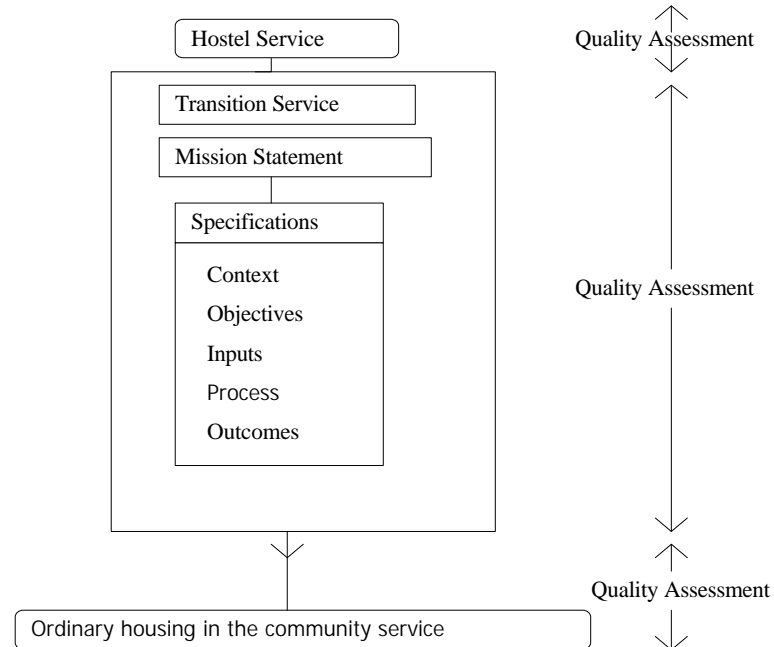 Hostel Service
Quality Assessment
Transition Service
Mission Statement
Specifications
Context
Objectives
Quality Assessment
Inputs
Process
Outcomes
Quality Assessment
Ordinary housing in the community service